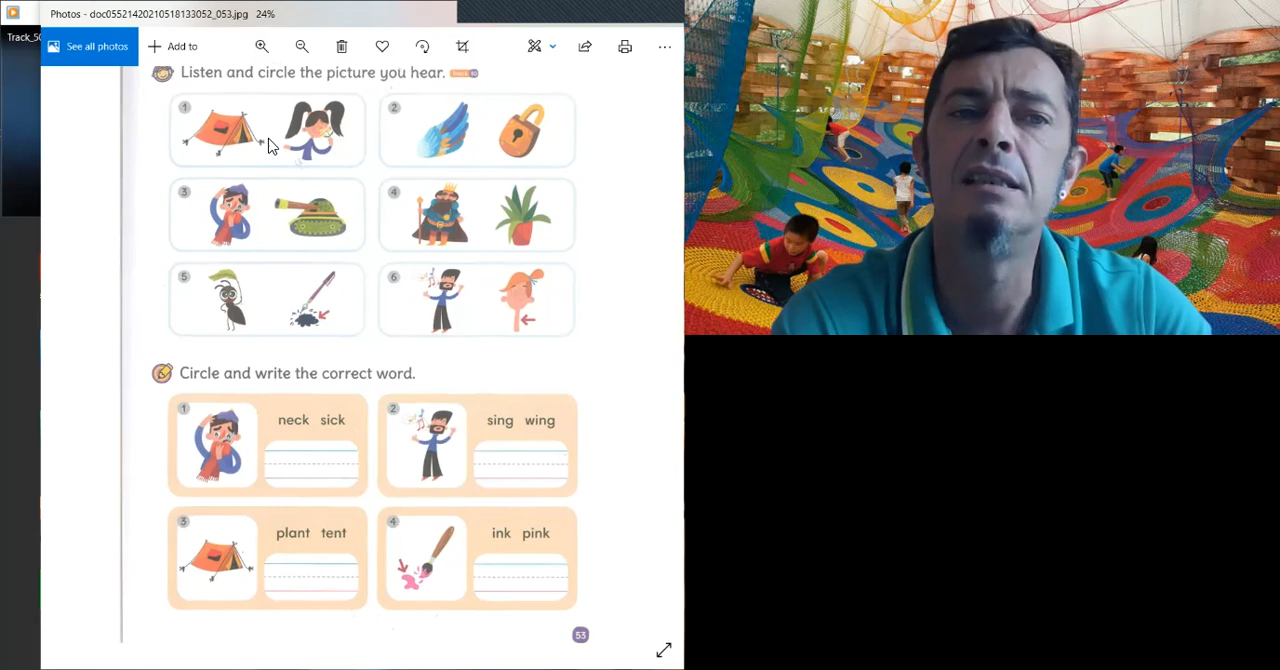 Photos - doc05521420210518133052_053.jpg 24%
Track_50
See all photos
Add to
Listen and circle the picture you hear.
1
2
3
4
5
6
Circle and write the correct word.
1
neck sick
2
sing wing
3
plant tent
4
ink pink
53